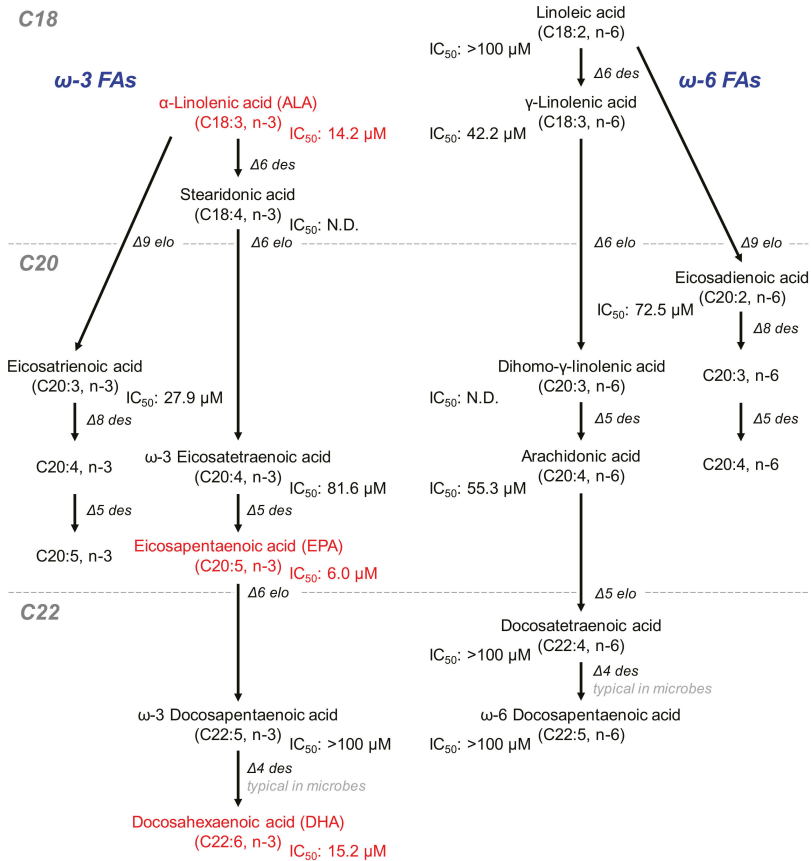 C18
Linoleic acid
(C18:2, n-6)
IC50: >100 µM
Δ6 des
ω-3 FAs
ω-6 FAs
α-Linolenic acid (ALA)
(C18:3, n-3)
IC50: 14.2 µM
γ-Linolenic acid
(C18:3, n-6)
IC50: 42.2 µM
Δ6 des
Stearidonic acid
(C18:4, n-3)
IC50: N.D.
Δ9 elo
Δ6 elo
Δ6 elo
Δ9 elo
C20
Eicosadienoic acid
(C20:2, n-6)
IC50: 72.5 µM
Δ8 des
Eicosatrienoic acid
(C20:3, n-3)
IC50: 27.9 µM
Δ8 des
Dihomo-γ-linolenic acid
(C20:3, n-6)
IC50: N.D.
Δ5 des
C20:3, n-6
Δ5 des
C20:4, n-3
ω-3 Eicosatetraenoic acid
(C20:4, n-3)
IC50: 81.6 µM
Arachidonic acid
(C20:4, n-6)
IC50: 55.3 µM
C20:4, n-6
Δ5 des
Δ5 des
C20:5, n-3
Eicosapentaenoic acid (EPA)
(C20:5, n-3)
IC50: 6.0 µM
Δ6 elo
Δ5 elo
C22
Docosatetraenoic acid
(C22:4, n-6)
IC50: >100 µM
Δ4 des
typical in microbes
ω-3 Docosapentaenoic acid
(C22:5, n-3)
IC50: >100 µM
ω-6 Docosapentaenoic acid
(C22:5, n-6)
IC50: >100 µM
Δ4 des
typical in microbes
Docosahexaenoic acid (DHA)
(C22:6, n-3)
IC50: 15.2 µM